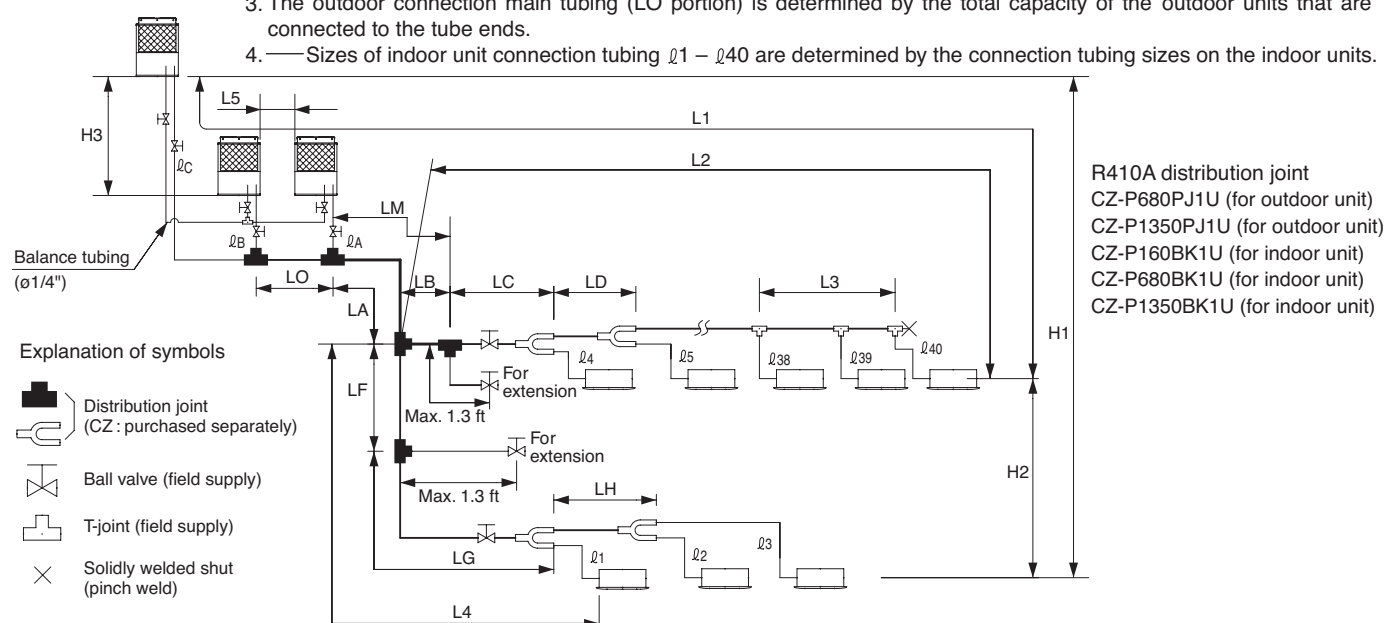 3. The outdoor connection main tubing (LO portion) is determined by the total capacity of the outdoor units that are
connected to the tube ends.
4. — Sizes of indoor unit connection tubing ℓ1 – ℓ40 are determined by the connection tubing sizes on the indoor units.
L5
H3
L1
L2
ℓC
LM
ℓB
ℓA
Balance tubing
(ø1/4")
LO
LB
LC
LD
L3
LA
H1
R410A distribution joint
CZ-P680PJ1U (for outdoor unit)
CZ-P1350PJ1U (for outdoor unit)
CZ-P160BK1U (for indoor unit)
CZ-P680BK1U (for indoor unit)
CZ-P1350BK1U (for indoor unit)
ℓ4
ℓ5
ℓ38
ℓ39
ℓ40
For
extension
Max. 1.3 ft
LF
For
extension
Max. 1.3 ft
H2
LH
LG
ℓ1
ℓ2
ℓ3
L4
Explanation of symbols
Distribution joint
(CZ : purchased separately)
Ball valve (field supply)
T-joint (field supply)
Solidly welded shut
(pinch weld)